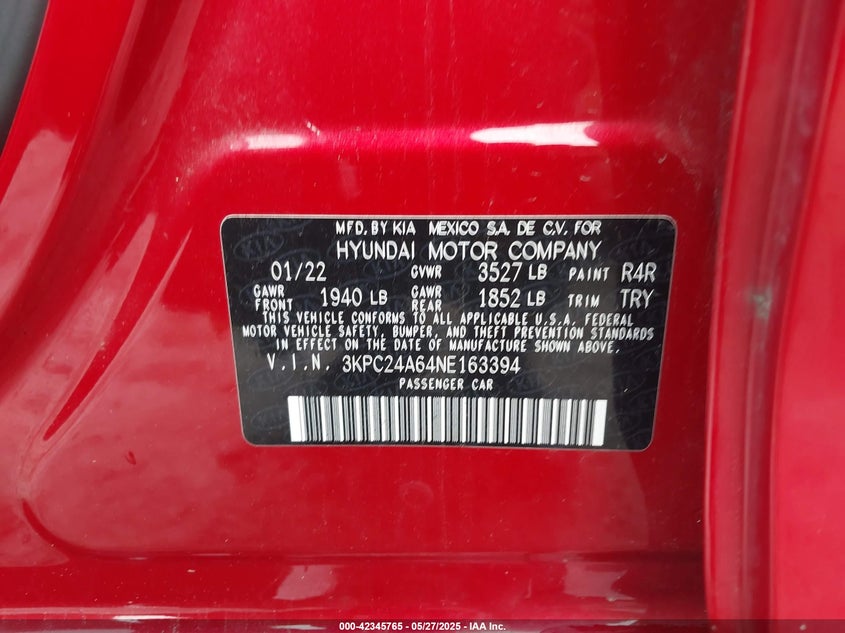 MFD. BY KIA MEXICO S.A. DE C.V. FOR
HYUNDAI MOTOR COMPANY
01/22 GVWR 3527 LB PAINT R4R
GAWR FRONT 1940 LB GAWR REAR 1852 LB TRIM TRY
THIS VEHICLE CONFORMS TO ALL APPLICABLE U.S.A. FEDERAL
MOTOR VEHICLE SAFETY, BUMPER, AND THEFT PREVENTION STANDARDS
IN EFFECT ON THE DATE OF MANUFACTURE SHOWN ABOVE.
V.I.N. 3KPC24A64NE163394
PASSENGER CAR
000-42345765 - 05/27/2025 - IAA Inc.